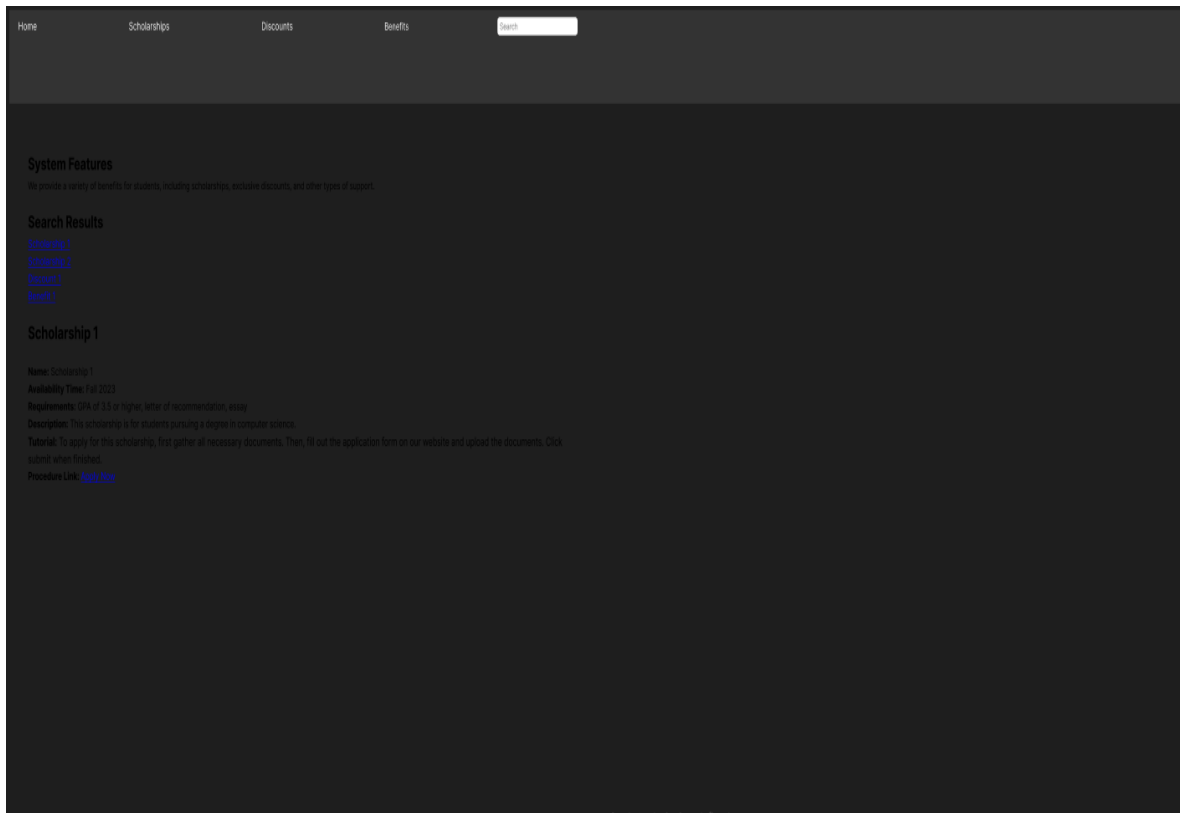 Home Scholarships Discounts Benefits Search
System Features
We provide a variety of benefits for students, including scholarships, exclusive discounts, and other types of support.
Search Results
Scholarship 1
Scholarship 2
Discount 1
Benefit 1
Scholarship 1
Name: Scholarship 1
Availability Time: Fall 2023
Requirements: GPA of 3.5 or higher, letter of recommendation, essay
Description: This scholarship is for students pursuing a degree in computer science.
Tutorial: To apply for this scholarship, first gather all necessary documents. Then, fill out the application form on our website and upload the documents. Click
submit when finished.
Procedure Link: Apply Now